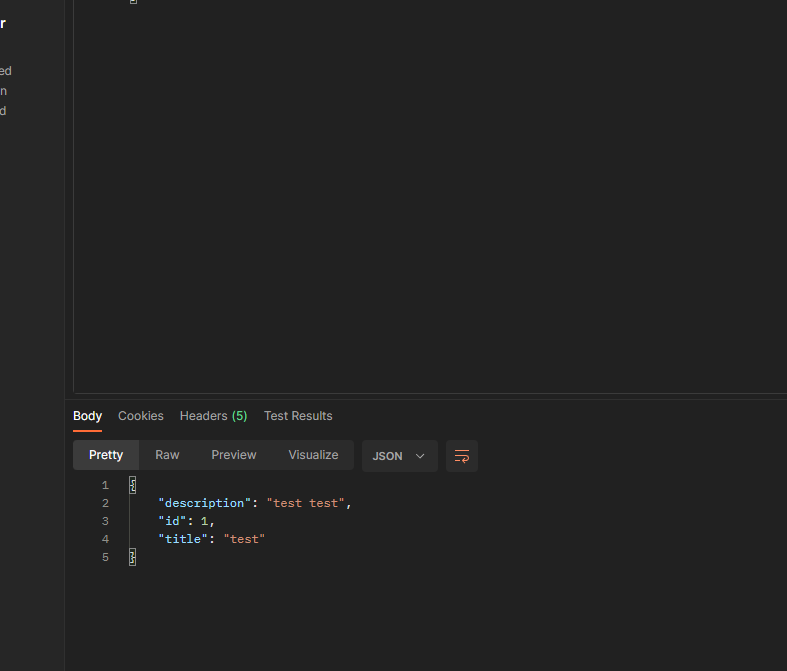 r
ed
n
d
Body Cookies Headers (5) Test Results
Pretty Raw Preview Visualize JSON
1 {
2 "description": "test test",
3 "id": 1,
4 "title": "test"
5 }